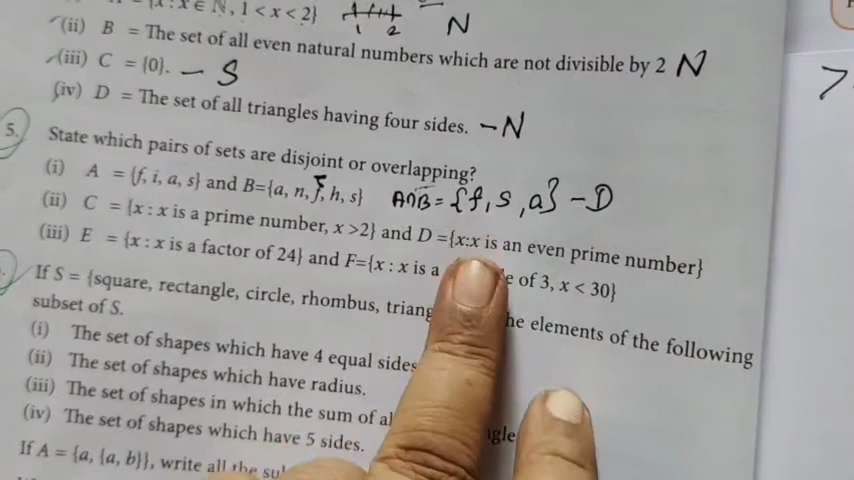 = {x : x ∈ N, 1 < x < 2} 1 2 N
(ii) B = The set of all even natural numbers which are not divisible by 2 N
(iii) C = {0}. – S
(iv) D = The set of all triangles having four sides. – N
5. State which pairs of sets are disjoint or overlapping?
(i) A = {f, i, a, s} and B={a, n, f, h, s} A∩B = {f, s, a} – D
(ii) C = {x : x is a prime number, x >2} and D ={x:x is an even prime number}
(iii) E = {x : x is a factor of 24} and F={x : x is a of 3, x < 30}
If S = {square, rectangle, circle, rhombus, the elements of the following
subset of S.
(i) The set of shapes which have 4 equal sides
(ii) The set of shapes which have radius.
(iii) The set of shapes in which the sum of
(iv) The set of shapes which have 5 sides.
If A = {a, {a, b}}, write all the